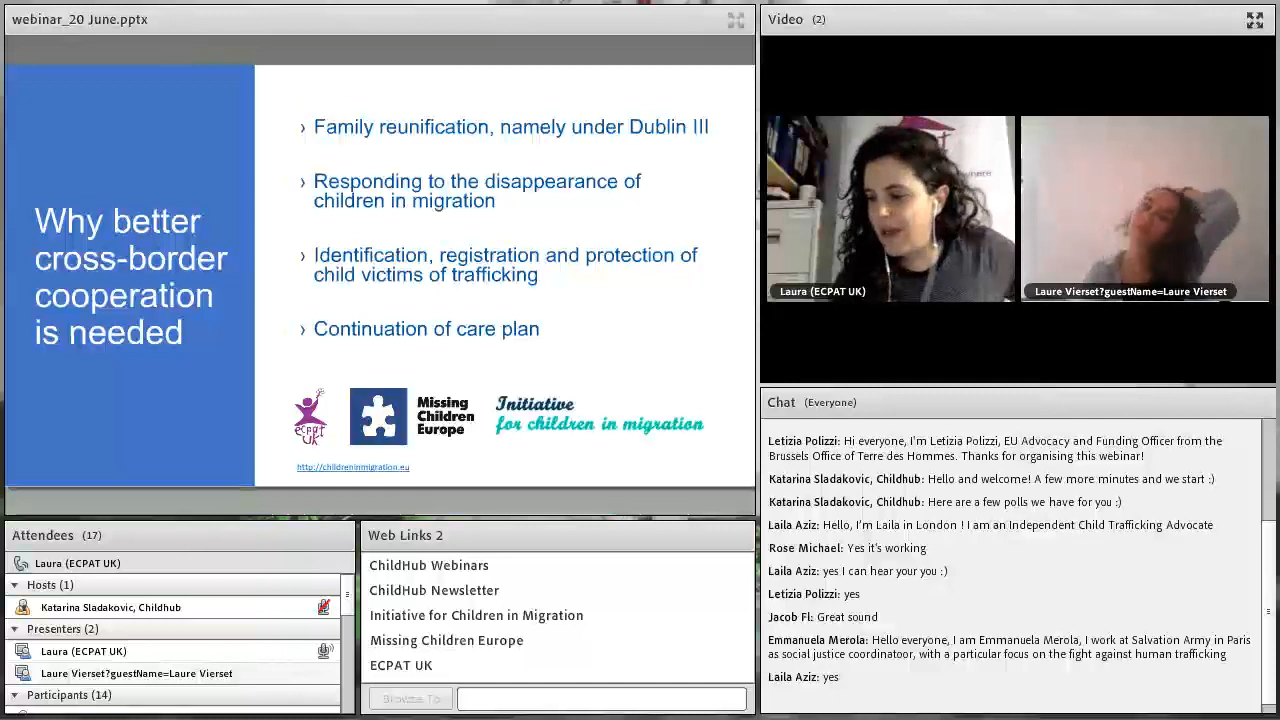 webinar_20 June.pptx
Why better
cross-border
cooperation
is needed
› Family reunification, namely under Dublin III
› Responding to the disappearance of
children in migration
› Identification, registration and protection of
child victims of trafficking
› Continuation of care plan
ecpat
UK
Missing
Children
Europe
Initiative
for children in migration
http://childreninmigration.eu
Video (2)
Laura (ECPAT UK)
Laure Vierset?guestName=Laure Vierset
Attendees (17)
Laura (ECPAT UK)
Hosts (1)
Katarina Sladakovic, Childhub
Presenters (2)
Laura (ECPAT UK)
Laure Vierset?guestName=Laure Vierset
Participants (14)
Web Links 2
ChildHub Webinars
ChildHub Newsletter
Initiative for Children in Migration
Missing Children Europe
ECPAT UK
Browse To
Chat (Everyone)
Letizia Polizzi: Hi everyone, I'm Letizia Polizzi, EU Advocacy and Funding Officer from the
Brussels Office of Terre des Hommes. Thanks for organising this webinar!
Katarina Sladakovic, Childhub: Hello and welcome! A few more minutes and we start :)
Katarina Sladakovic, Childhub: Here are a few polls we have for you :)
Laila Aziz: Hello, I'm Laila in London ! I am an Independent Child Trafficking Advocate
Rose Michael: Yes it's working
Laila Aziz: yes I can hear your you :)
Letizia Polizzi: yes
Jacob Fl: Great sound
Emmanuela Merola: Hello everyone, I am Emmanuela Merola, I work at Salvation Army in Paris
as social justice coordinatoor, with a particular focus on the fight against human trafficking
Laila Aziz: yes